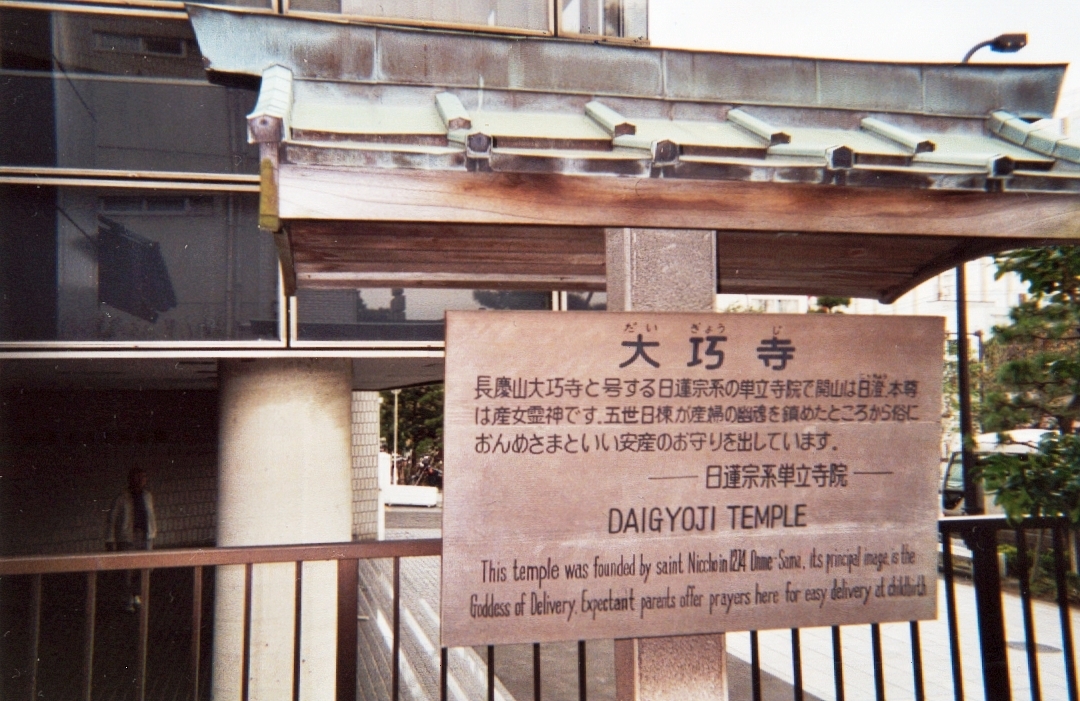 だいぎょうじ
大巧寺
長慶山大巧寺と号する日蓮宗系の単立寺院で開山は日澄、本尊
は産女霊神です。五世日棟が産婦の幽魂を鎮めたところから俗に
おんめさまといい安産のお守りを出しています。
日蓮宗系単立寺院
DAIGYOJI TEMPLE
This temple was founded by saint Niccho in 1274. Onme-Sama, its principal image is the
Goddess of Delivery. Expectant parents offer prayers here for easy delivery at childbirth